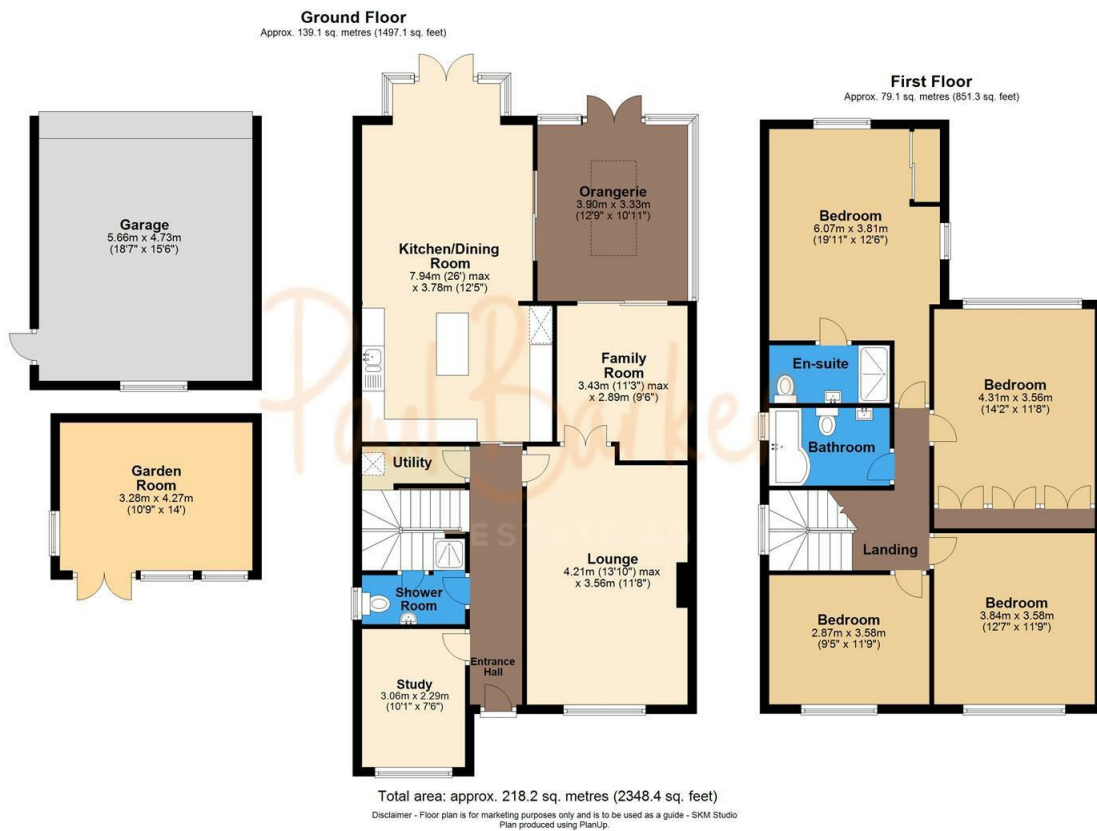 Ground Floor
Approx. 139.1 sq. metres (1497.1 sq. feet)
First Floor
Approx. 79.1 sq. metres (851.3 sq. feet)
Garage
5.66m x 4.73m
(18'7" x 15'6")
Kitchen/Dining
Room
7.94m (26') max
x 3.78m (12'5")
Orangerie
3.90m x 3.33m
(12'9" x 10'11")
Family
Room
3.43m (11'3") max
x 2.89m (9'6")
Utility
Garden
Room
3.28m x 4.27m
(10'9" x 14')
Lounge
4.21m (13'10") max
x 3.56m (11'8")
Shower
Room
Entrance
Hall
Study
3.06m x 2.29m
(10'1" x 7'6")
Bedroom
6.07m x 3.81m
(19'11" x 12'6")
En-suite
Bedroom
4.31m x 3.56m
(14'2" x 11'8")
Bathroom
Landing
Bedroom
2.87m x 3.58m
(9'5" x 11'9")
Bedroom
3.84m x 3.58m
(12'7" x 11'9")
Paul Barker
ESTATE AG
Total area: approx. 218.2 sq. metres (2348.4 sq. feet)
Disclaimer - Floor plan is for marketing purposes only and is to be used as a guide - SKM Studio
Plan produced using PlanUp.